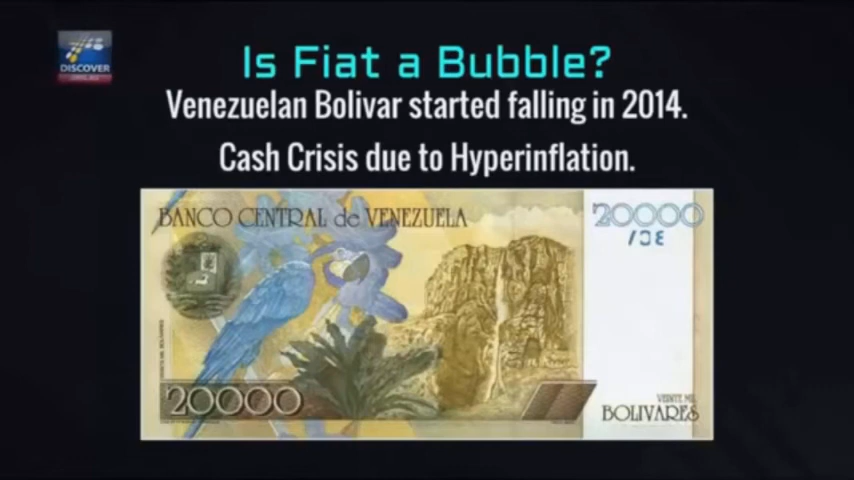 DISCOVER
Is Fiat a Bubble?
Venezuelan Bolivar started falling in 2014.
Cash Crisis due to Hyperinflation.
BANCO CENTRAL de VENEZUELA
20000
20000
VEINTE MIL
BOLIVARES